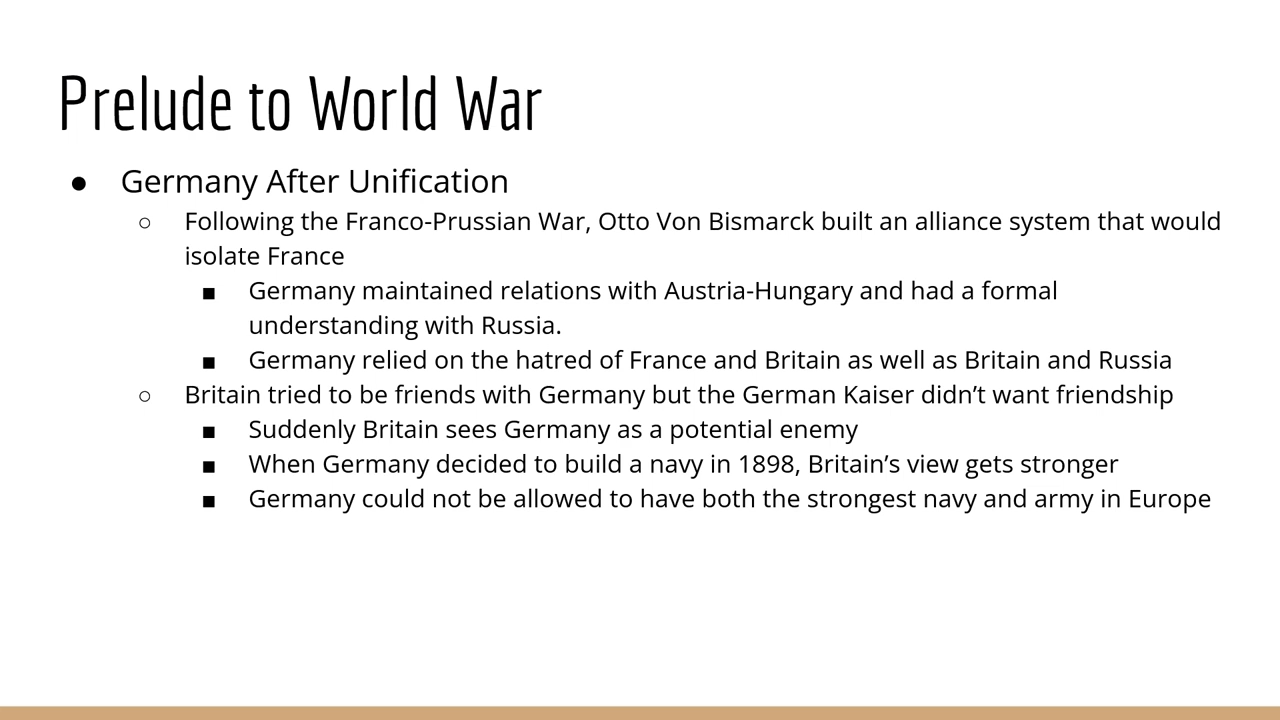 Prelude to World War
● Germany After Unification
○ Following the Franco-Prussian War, Otto Von Bismarck built an alliance system that would
isolate France
■ Germany maintained relations with Austria-Hungary and had a formal
understanding with Russia.
■ Germany relied on the hatred of France and Britain as well as Britain and Russia
○ Britain tried to be friends with Germany but the German Kaiser didn’t want friendship
■ Suddenly Britain sees Germany as a potential enemy
■ When Germany decided to build a navy in 1898, Britain’s view gets stronger
■ Germany could not be allowed to have both the strongest navy and army in Europe